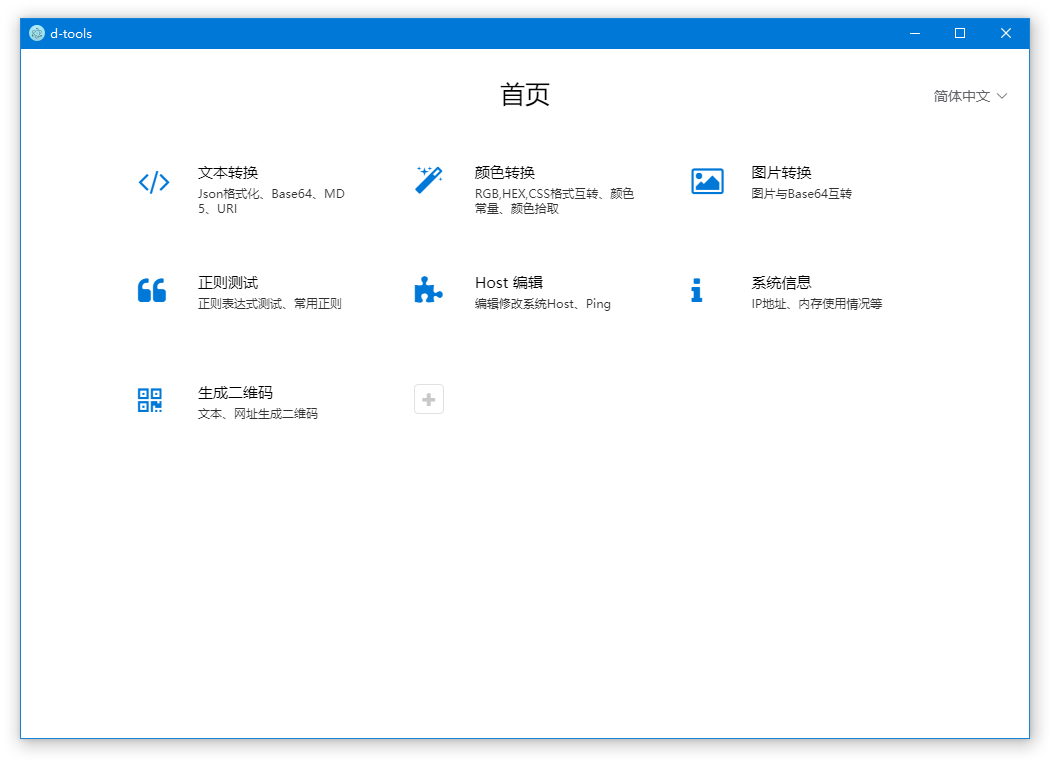 d-tools
首页
简体中文
文本转换
Json格式化、Base64、MD
5、URI
颜色转换
RGB,HEX,CSS格式互转、颜色
常量、颜色拾取
图片转换
图片与Base64互转
正则测试
正则表达式测试、常用正则
Host 编辑
编辑修改系统Host、Ping
系统信息
IP地址、内存使用情况等
生成二维码
文本、网址生成二维码